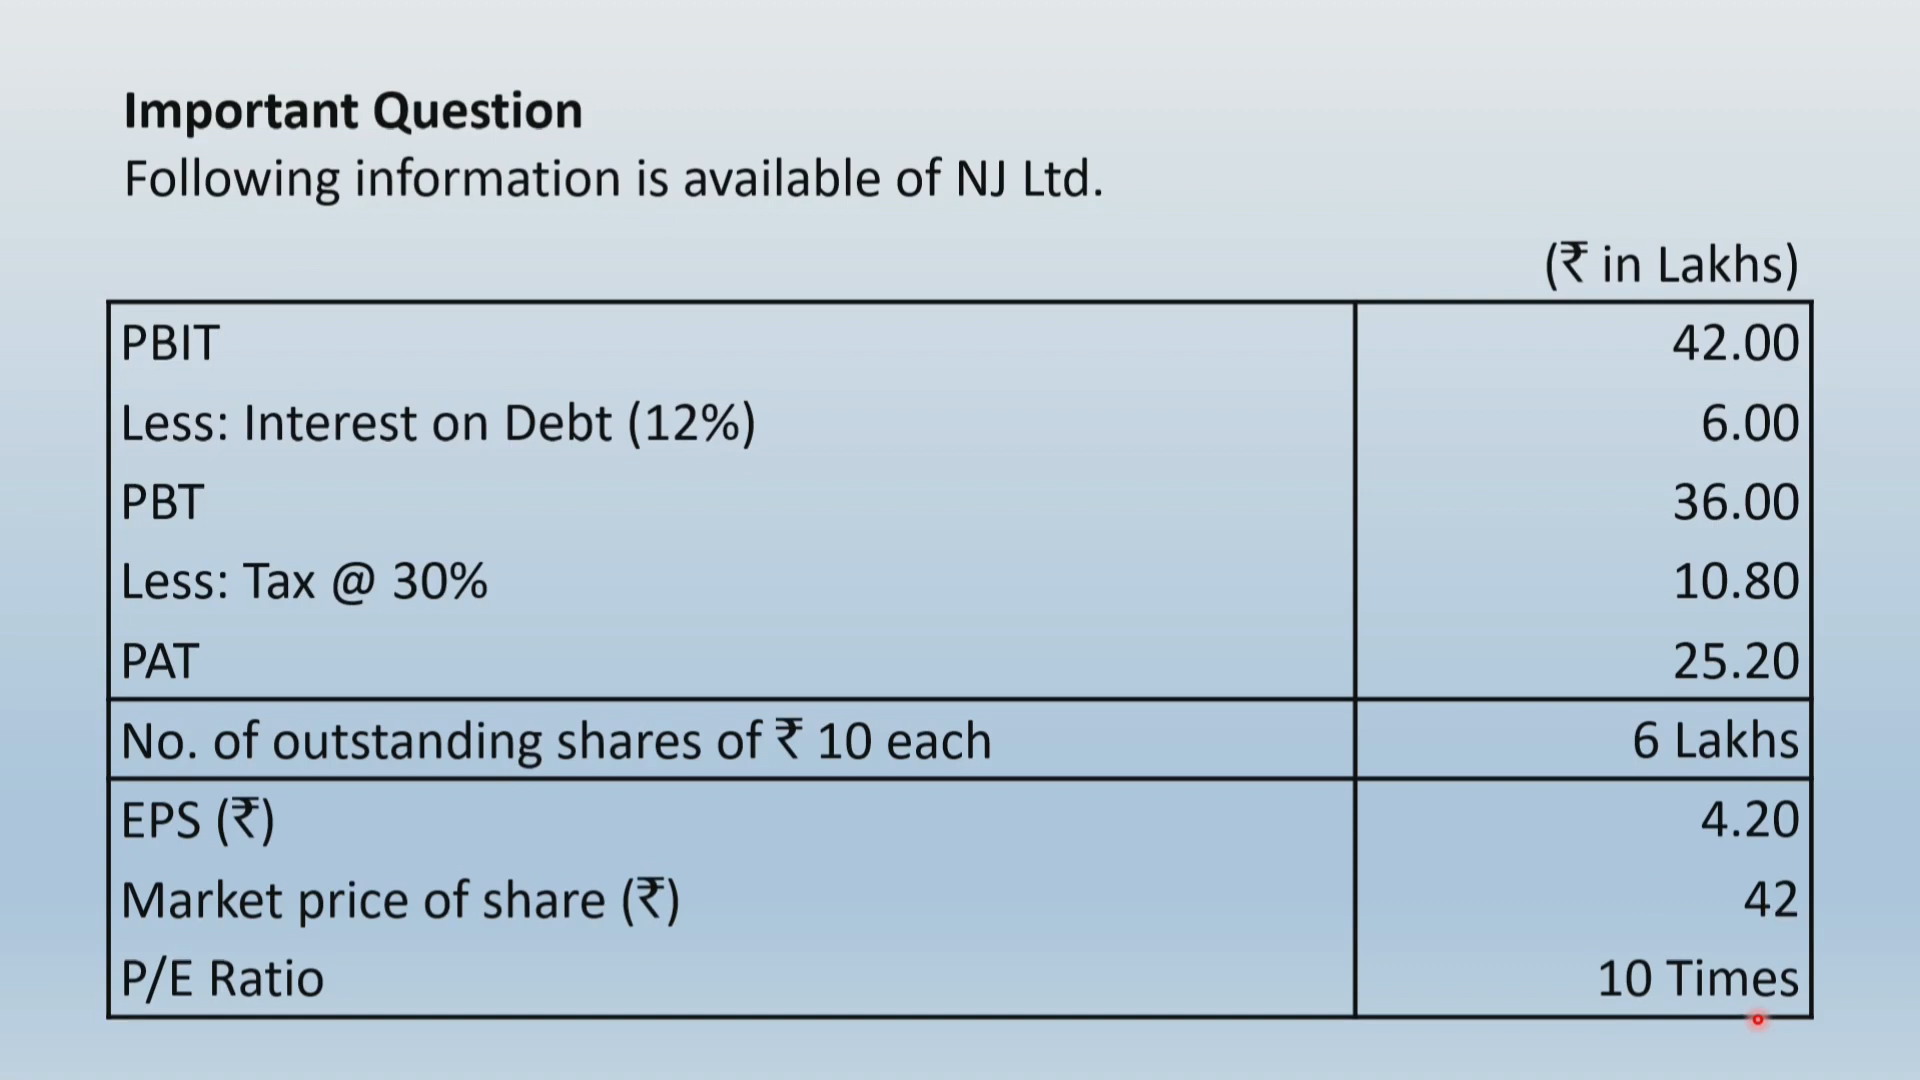 Important Question
Following information is available of NJ Ltd.
(₹ in Lakhs)
PBIT 42.00
Less: Interest on Debt (12%) 6.00
PBT 36.00
Less: Tax @ 30% 10.80
PAT 25.20
No. of outstanding shares of ₹ 10 each 6 Lakhs
EPS (₹) 4.20
Market price of share (₹) 42
P/E Ratio 10 Times